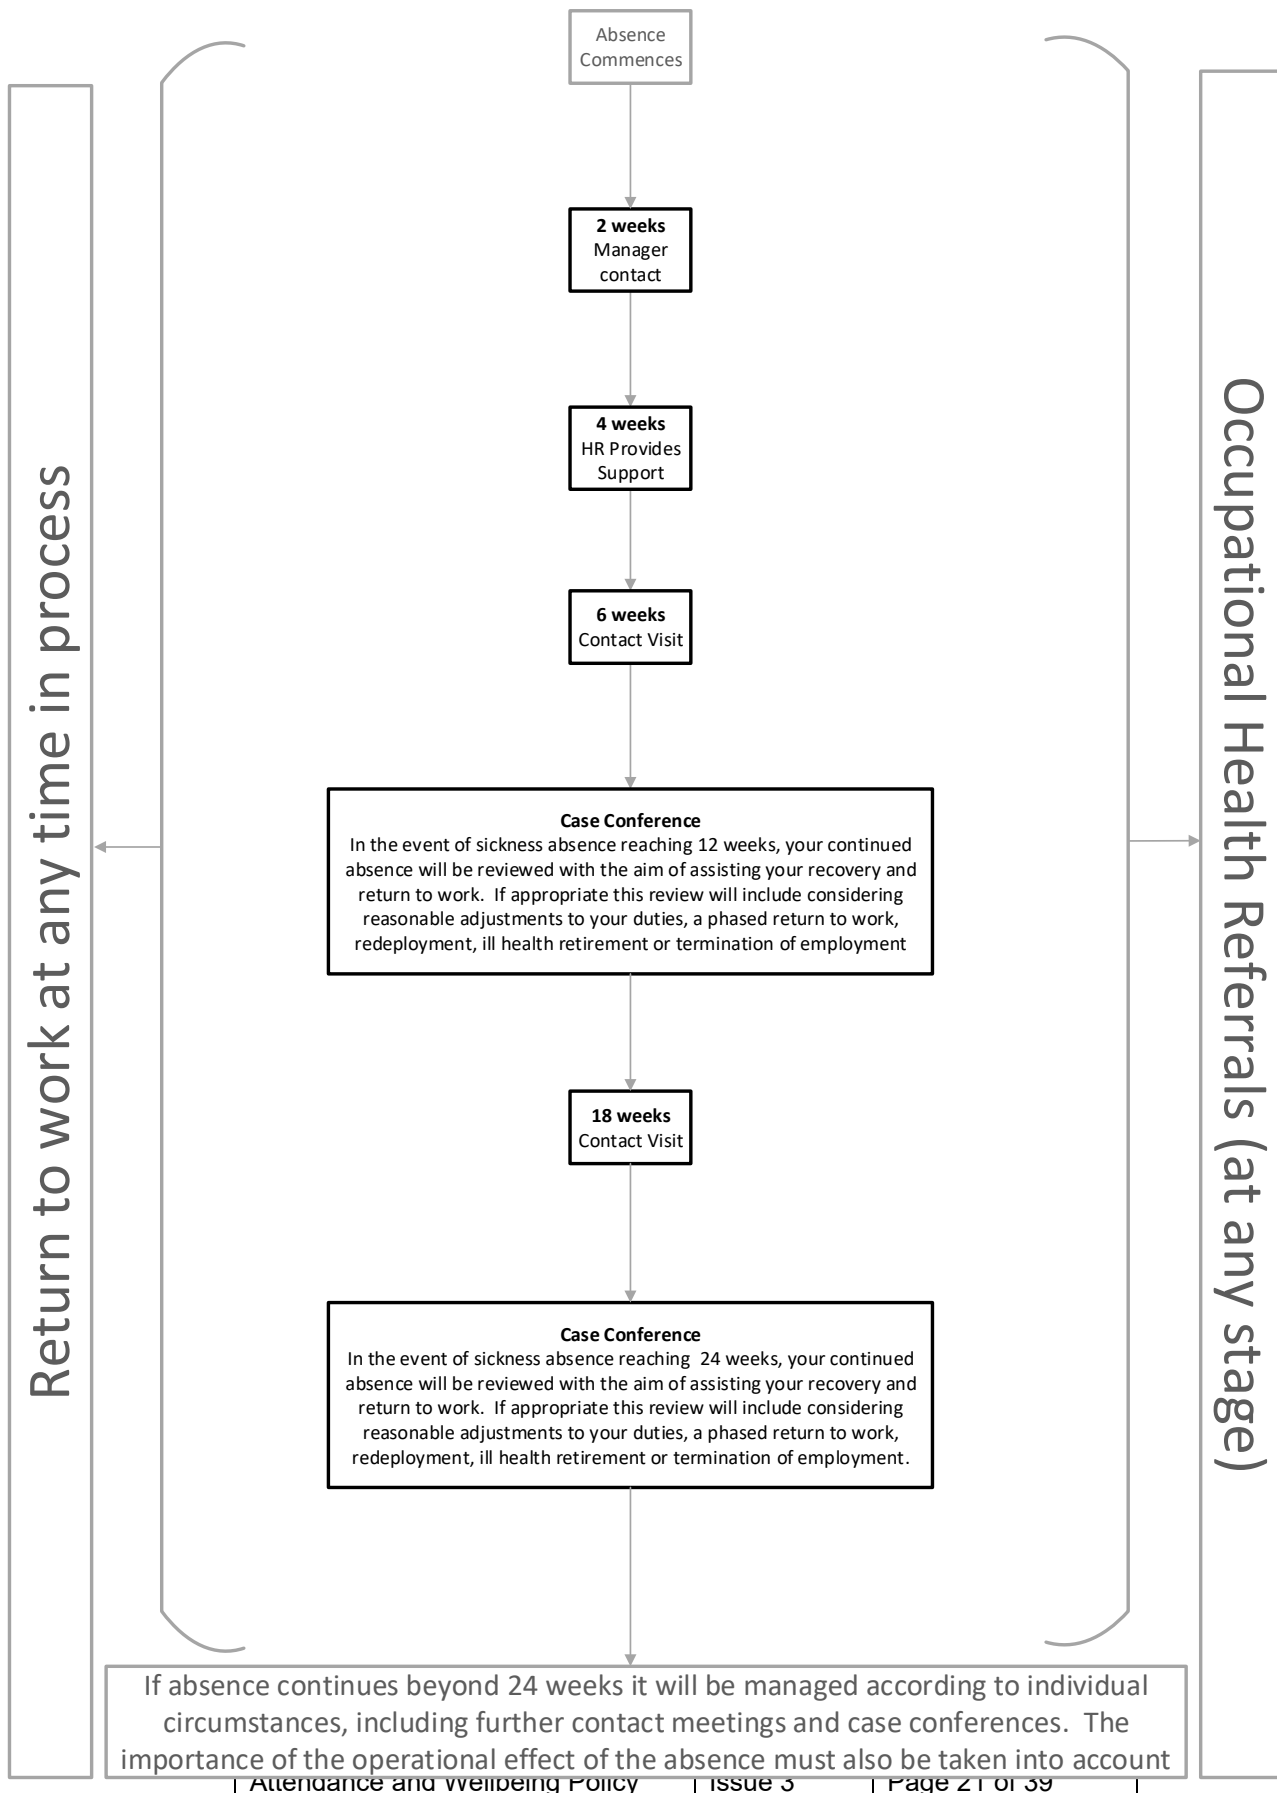 Absence
Commences
2 weeks
Manager
contact
4 weeks
HR Provides
Support
6 weeks
Contact Visit
Case Conference
In the event of sickness absence reaching 12 weeks, your continued
absence will be reviewed with the aim of assisting your recovery and
return to work.  If appropriate this review will include considering
reasonable adjustments to your duties, a phased return to work,
redeployment, ill health retirement or termination of employment
18 weeks
Contact Visit
Case Conference
In the event of sickness absence reaching  24 weeks, your continued
absence will be reviewed with the aim of assisting your recovery and
return to work.  If appropriate this review will include considering
reasonable adjustments to your duties, a phased return to work,
redeployment, ill health retirement or termination of employment.
If absence continues beyond 24 weeks it will be managed according to individual
circumstances, including further contact meetings and case conferences.  The
importance of the operational effect of the absence must also be taken into account
Return to work at any time in process
Occupational Health Referrals (at any stage)
Attendance and Wellbeing Policy Issue 3 Page 21 of 39